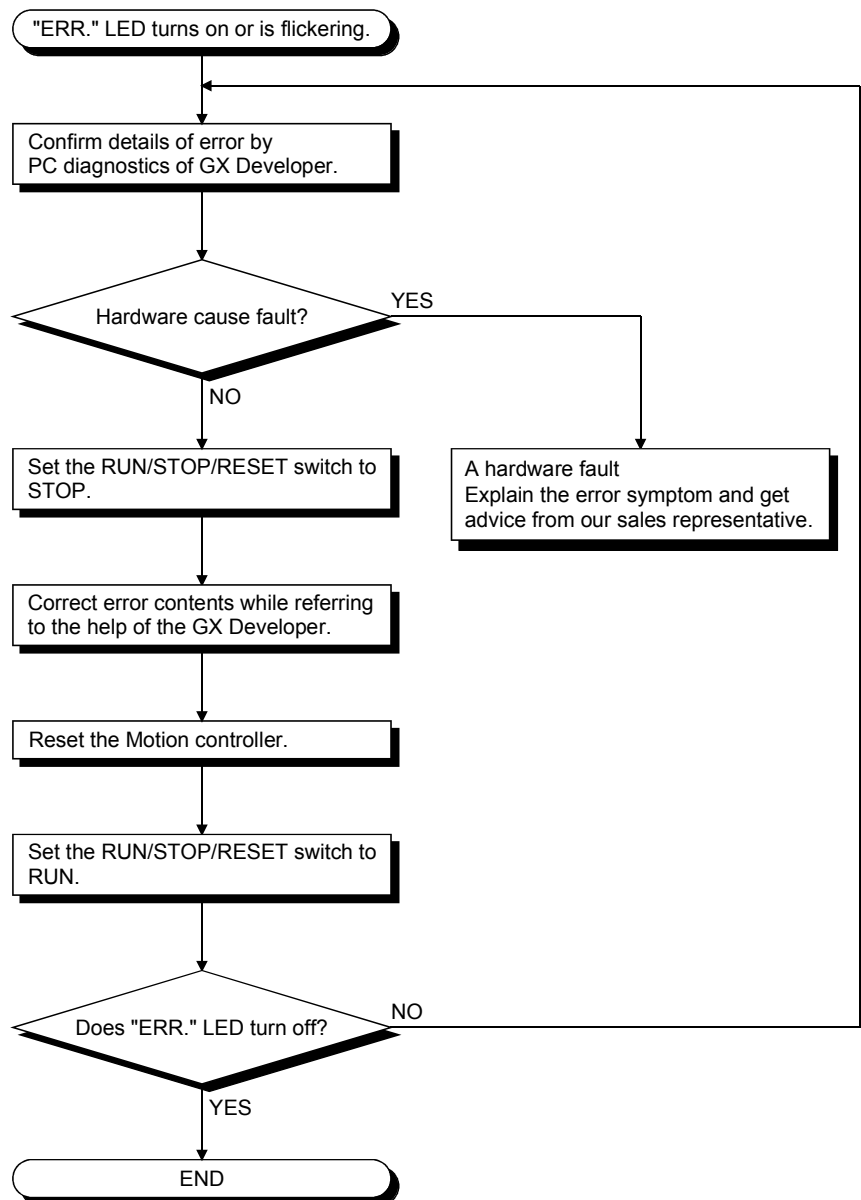 "ERR." LED turns on or is flickering.
Confirm details of error by
PC diagnostics of GX Developer.
Hardware cause fault?
YES
NO
Set the RUN/STOP/RESET switch to
STOP.
A hardware fault
Explain the error symptom and get
advice from our sales representative.
Correct error contents while referring
to the help of the GX Developer.
Reset the Motion controller.
Set the RUN/STOP/RESET switch to
RUN.
Does "ERR." LED turn off?
NO
YES
END